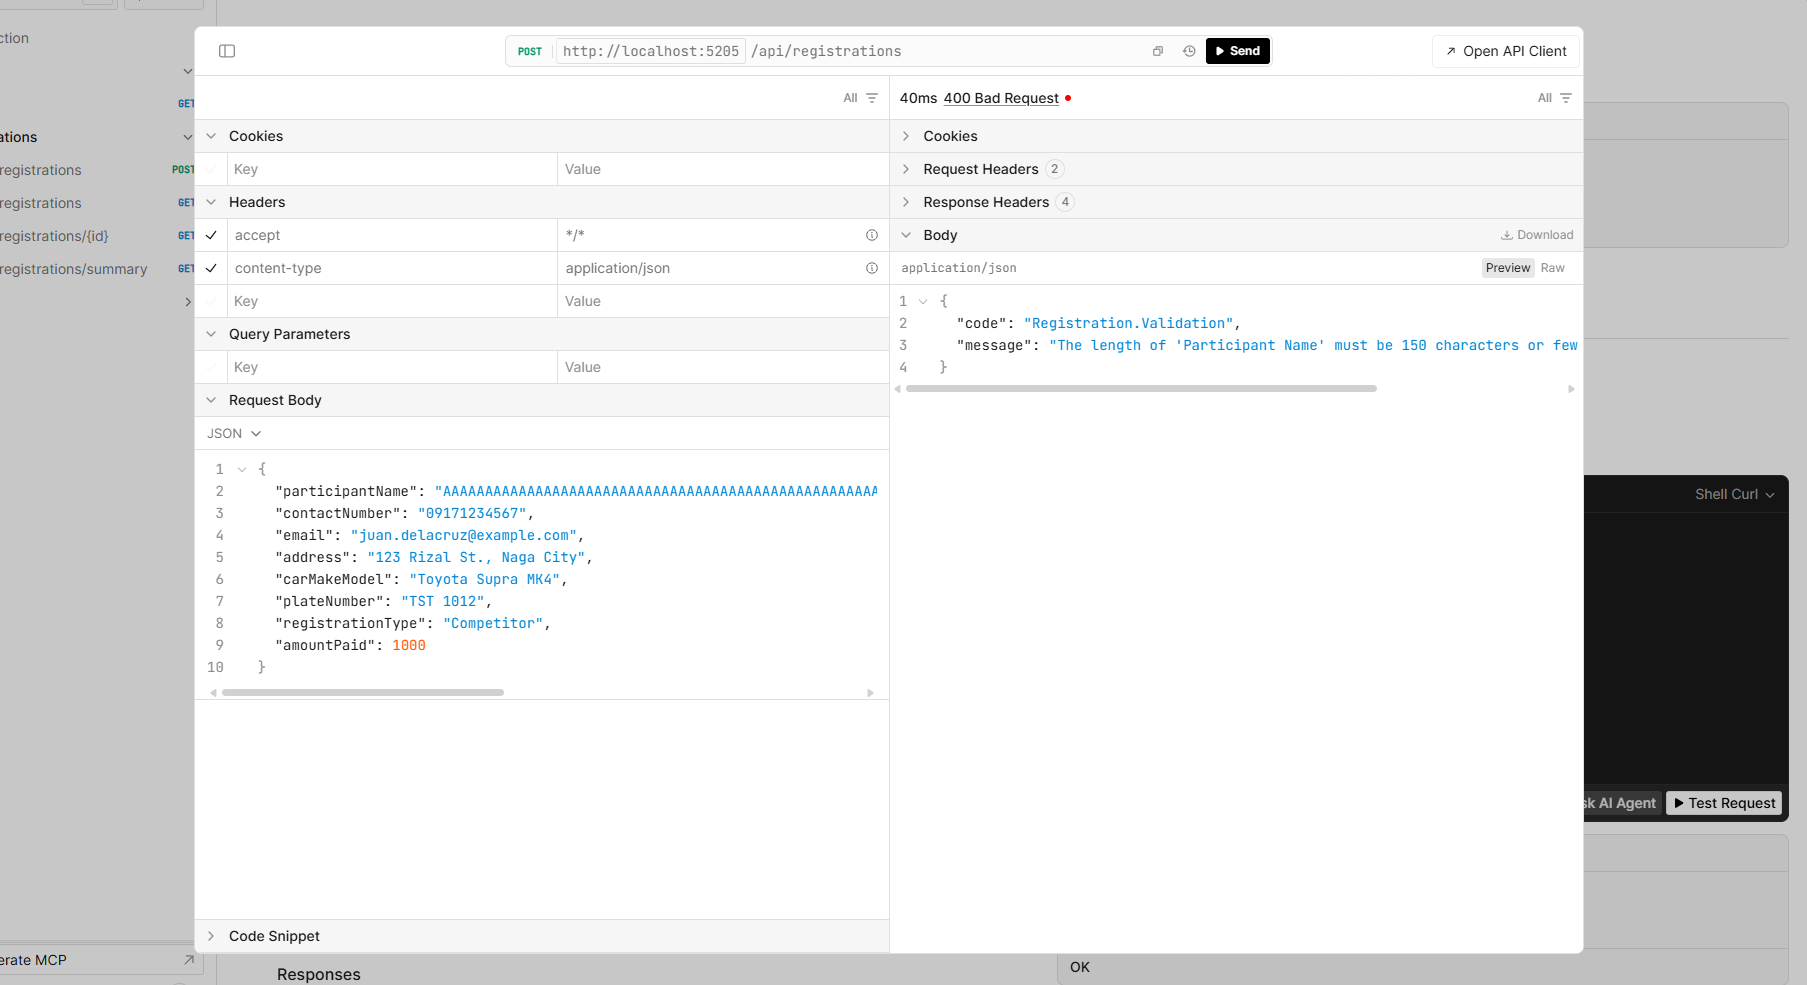 ction
GET
ations
registrations POST
registrations GET
registrations/{id} GET
registrations/summary GET
erate MCP
POST http://localhost:5205 /api/registrations Send
Open API Client
All
Cookies
Key Value
Headers
accept */*
content-type application/json
Key Value
Query Parameters
Key Value
Request Body
JSON
1 {
2 "participantName": "AAAAAAAAAAAAAAAAAAAAAAAAAAAAAAAAAAAAAAAAAAAAAAAAAAAA
3 "contactNumber": "09171234567",
4 "email": "juan.delacruz@example.com",
5 "address": "123 Rizal St., Naga City",
6 "carMakeModel": "Toyota Supra MK4",
7 "plateNumber": "TST 1012",
8 "registrationType": "Competitor",
9 "amountPaid": 1000
10 }
Code Snippet
40ms 400 Bad Request All
Cookies
Request Headers 2
Response Headers 4
Body Download
application/json Preview Raw
1 {
2 "code": "Registration.Validation",
3 "message": "The length of 'Participant Name' must be 150 characters or few
4 }
Shell Curl
sk AI Agent Test Request
Responses
OK